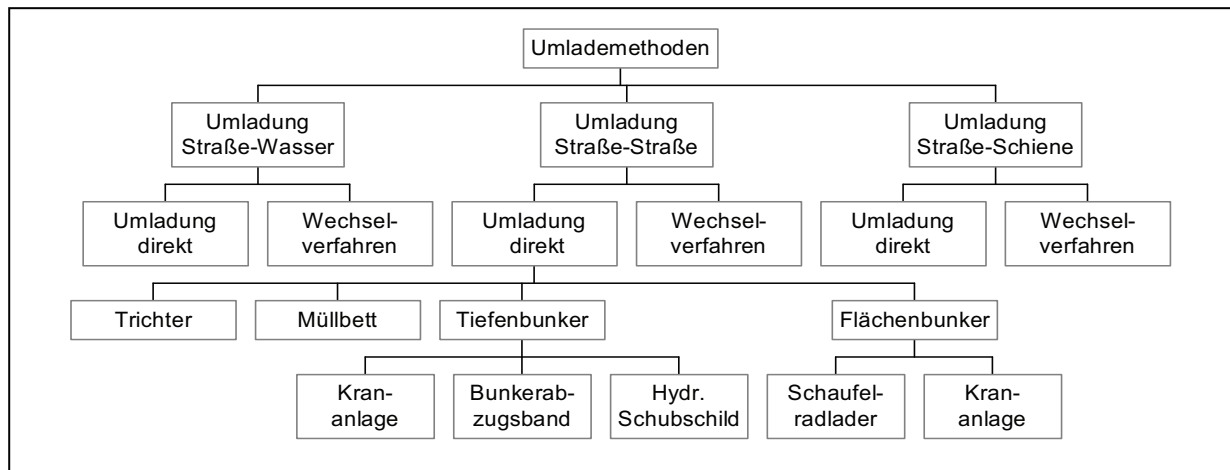 Umlademethoden
Umladung
Straße-Wasser
Umladung
Straße-Straße
Umladung
Straße-Schiene
Umladung
direkt
Wechsel-
verfahren
Umladung
direkt
Wechsel-
verfahren
Umladung
direkt
Wechsel-
verfahren
Trichter
Müllbett
Tiefenbunker
Flächenbunker
Kran-
anlage
Bunkerab-
zugsband
Hydr.
Schubschild
Schaufel-
radlader
Kran-
anlage